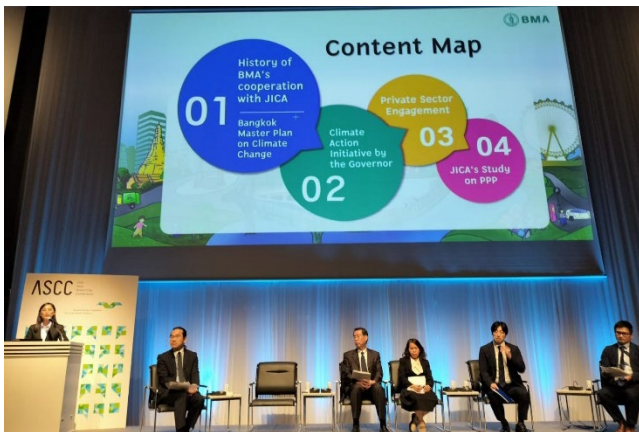 BMA
Content Map
01
History of
BMA's
cooperation
with JICA
Bangkok
Master Plan
on Climate
Change
Climate
Action
Initiative by
the Governor
02
Private Sector
Engagement
03
04
JICA's Study
on PPP
ASCC